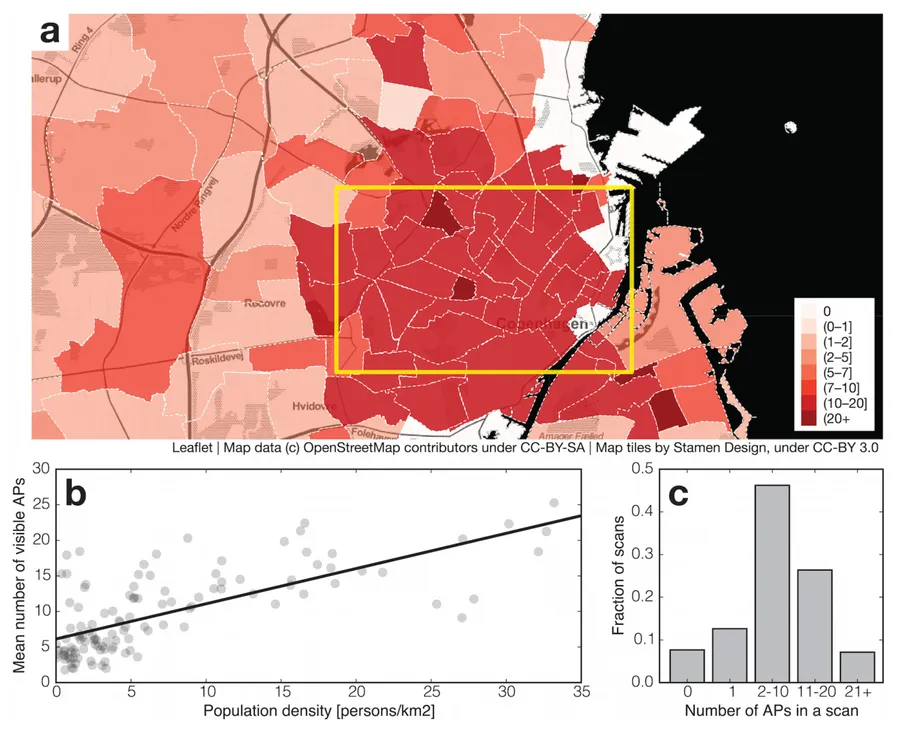 a
Ring 4
allerup
Nordre Ringvej
Rødovre
Copenhagen
Roskildevej
Hvidovre
Folehaven
Amager Fælled
0
(0–1]
(1–2]
(2–5]
(5–7]
(7–10]
(10–20]
(20+
Leaflet | Map data (c) OpenStreetMap contributors under CC-BY-SA | Map tiles by Stamen Design, under CC-BY 3.0
b
Mean number of visible APs
30
25
20
15
10
5
0
0 5 10 15 20 25 30 35
Population density [persons/km2]
c
Fraction of scans
0.5
0.4
0.3
0.2
0.1
0.0
0 1 2-10 11-20 21+
Number of APs in a scan